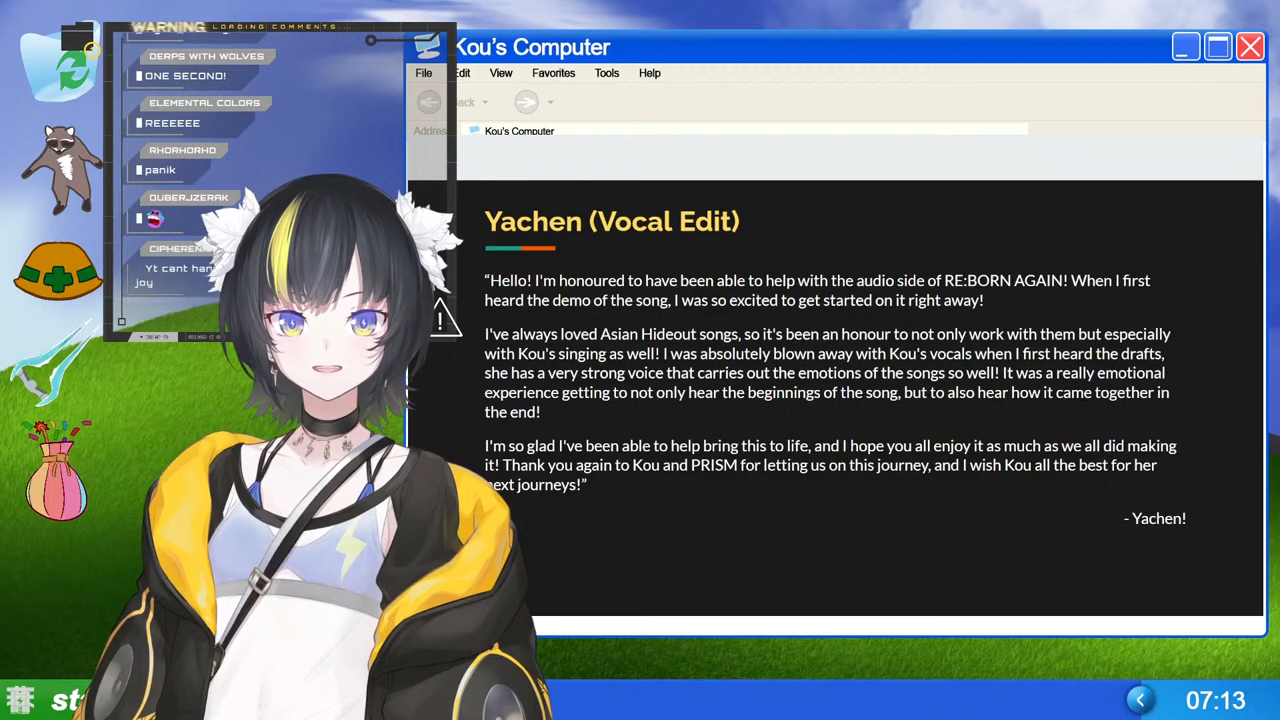 WARNING LOADING COMMENTS...
DERPS WITH WOLVES
ONE SECOND!
ELEMENTAL COLORS
REEEEEE
RHORHORHO
panik
DUBERJZERAK
CIPHEREN
Yt cant han
joy
Kou's Computer
File Edit View Favorites Tools Help
Back
Address Kou's Computer
Yachen (Vocal Edit)
“Hello! I'm honoured to have been able to help with the audio side of RE:BORN AGAIN! When I first
heard the demo of the song, I was so excited to get started on it right away!
I've always loved Asian Hideout songs, so it's been an honour to not only work with them but especially
with Kou's singing as well! I was absolutely blown away with Kou's vocals when I first heard the drafts,
she has a very strong voice that carries out the emotions of the songs so well! It was a really emotional
experience getting to not only hear the beginnings of the song, but to also hear how it came together in
the end!
I'm so glad I've been able to help bring this to life, and I hope you all enjoy it as much as we all did making
it! Thank you again to Kou and PRISM for letting us on this journey, and I wish Kou all the best for her
next journeys!”
- Yachen!
sta
07:13